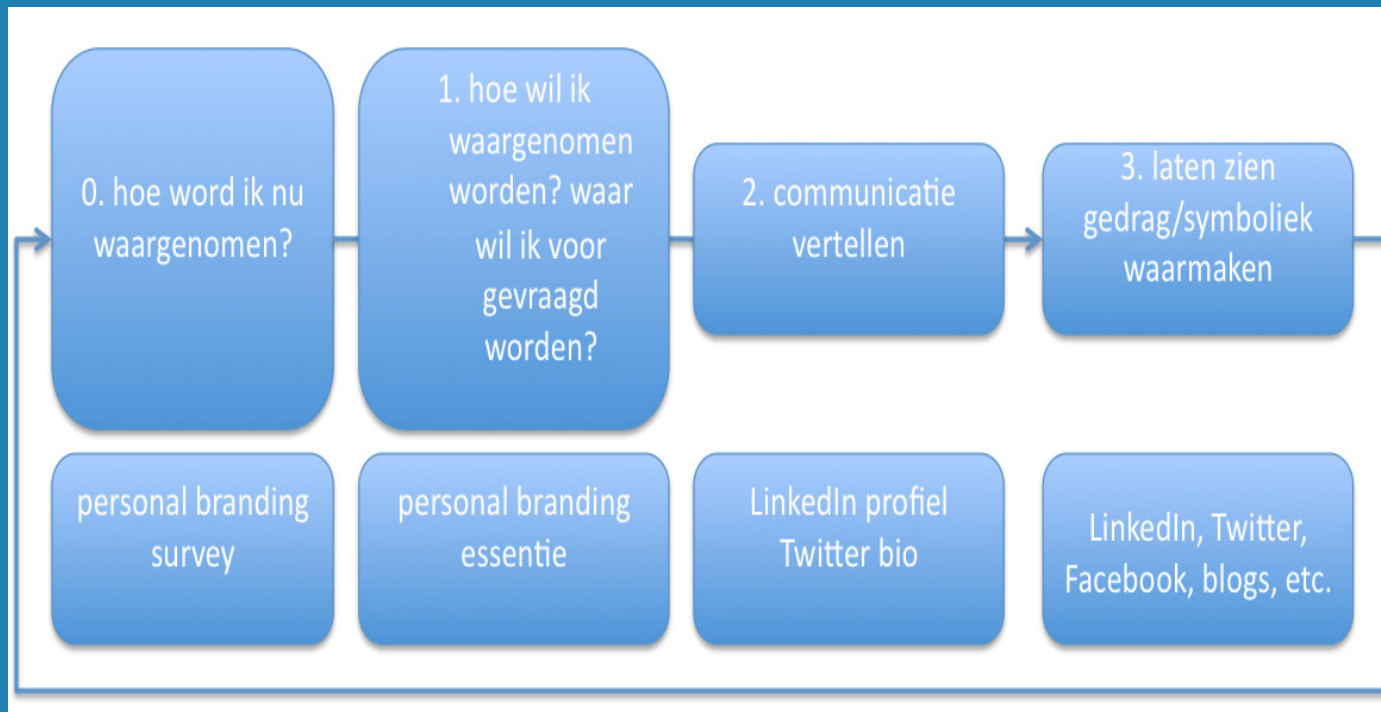 0. hoe word ik nu
waargenomen?
1. hoe wil ik
waargenomen
worden? waar
wil ik voor
gevraagd
worden?
2. communicatie
vertellen
3. laten zien
gedrag/symboliek
waarmaken
personal branding
survey
personal branding
essentie
LinkedIn profiel
Twitter bio
LinkedIn, Twitter,
Facebook, blogs, etc.